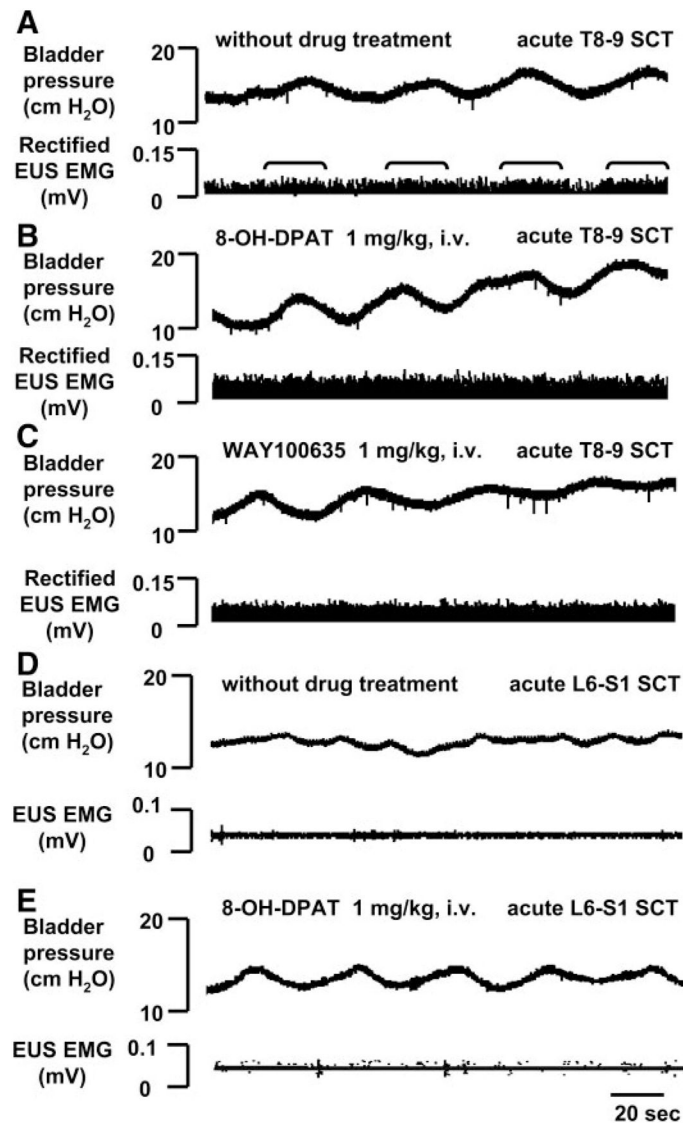 A
without drug treatment acute T8-9 SCT
Bladder
pressure
(cm H₂O)
20
10
Rectified
EUS EMG
(mV)
0.15
0
B
8-OH-DPAT 1 mg/kg, i.v. acute T8-9 SCT
Bladder
pressure
(cm H₂O)
20
10
Rectified
EUS EMG
(mV)
0.15
0
C
WAY100635 1 mg/kg, i.v. acute T8-9 SCT
Bladder
pressure
(cm H₂O)
20
10
Rectified
EUS EMG
(mV)
0.15
0
D
without drug treatment acute L6-S1 SCT
Bladder
pressure
(cm H₂O)
20
10
EUS EMG
(mV)
0.1
0
E
8-OH-DPAT 1 mg/kg, i.v. acute L6-S1 SCT
Bladder
pressure
(cm H₂O)
20
10
EUS EMG
(mV)
0.1
0
20 sec